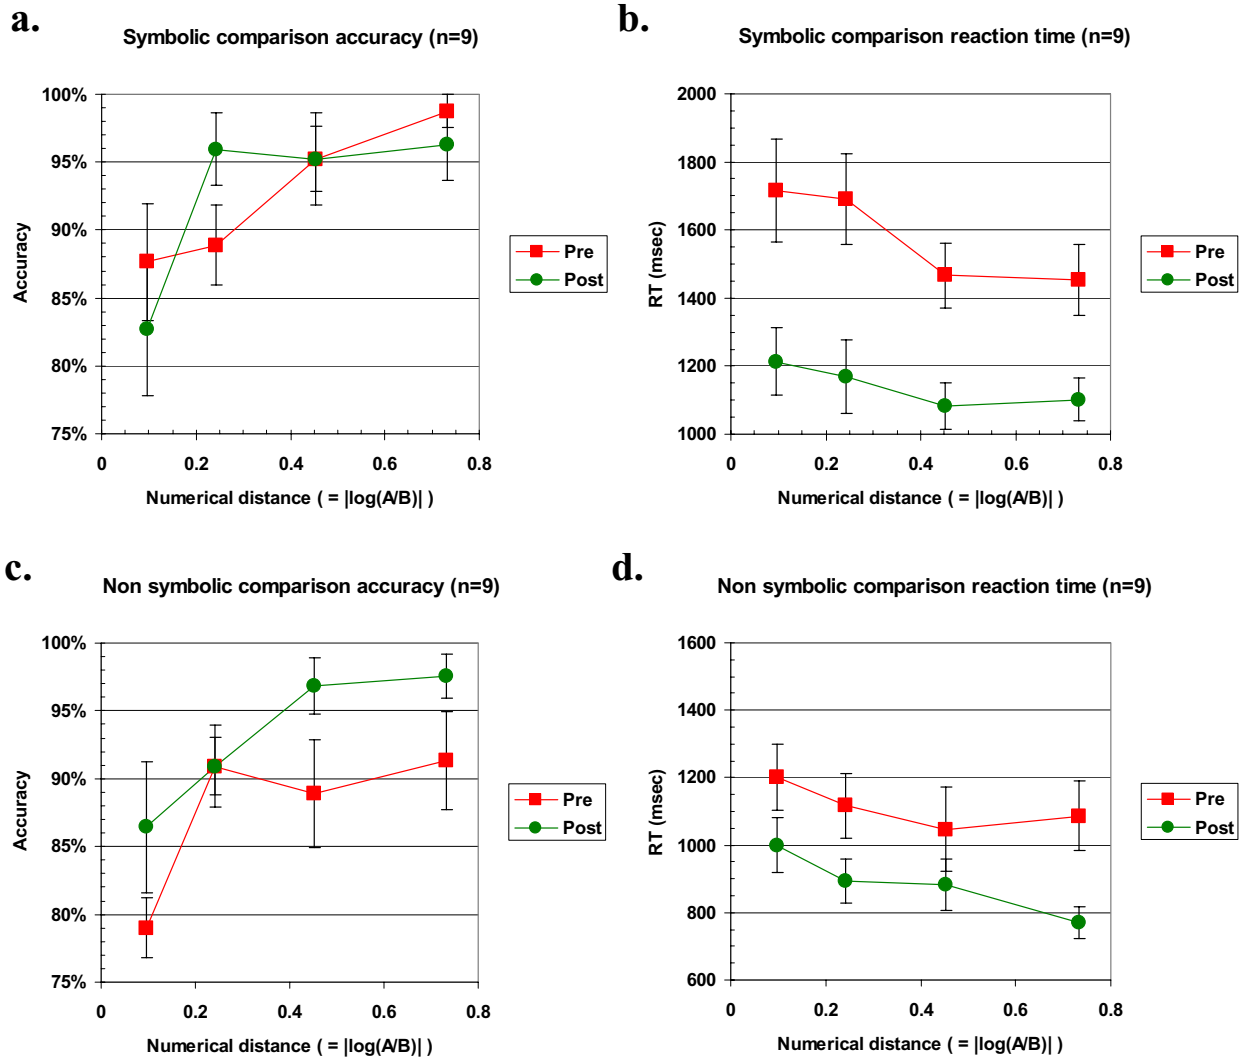 a.
Symbolic comparison accuracy (n=9)
100%
95%
90%
85%
80%
75%
Accuracy
0 0.2 0.4 0.6 0.8
Numerical distance ( = |log(A/B)| )
Pre
Post
b.
Symbolic comparison reaction time (n=9)
2000
1800
1600
1400
1200
1000
RT (msec)
0 0.2 0.4 0.6 0.8
Numerical distance ( = |log(A/B)| )
Pre
Post
c.
Non symbolic comparison accuracy (n=9)
100%
95%
90%
85%
80%
75%
Accuracy
0 0.2 0.4 0.6 0.8
Numerical distance ( = |log(A/B)| )
Pre
Post
d.
Non symbolic comparison reaction time (n=9)
1600
1400
1200
1000
800
600
RT (msec)
0 0.2 0.4 0.6 0.8
Numerical distance ( = |log(A/B)| )
Pre
Post